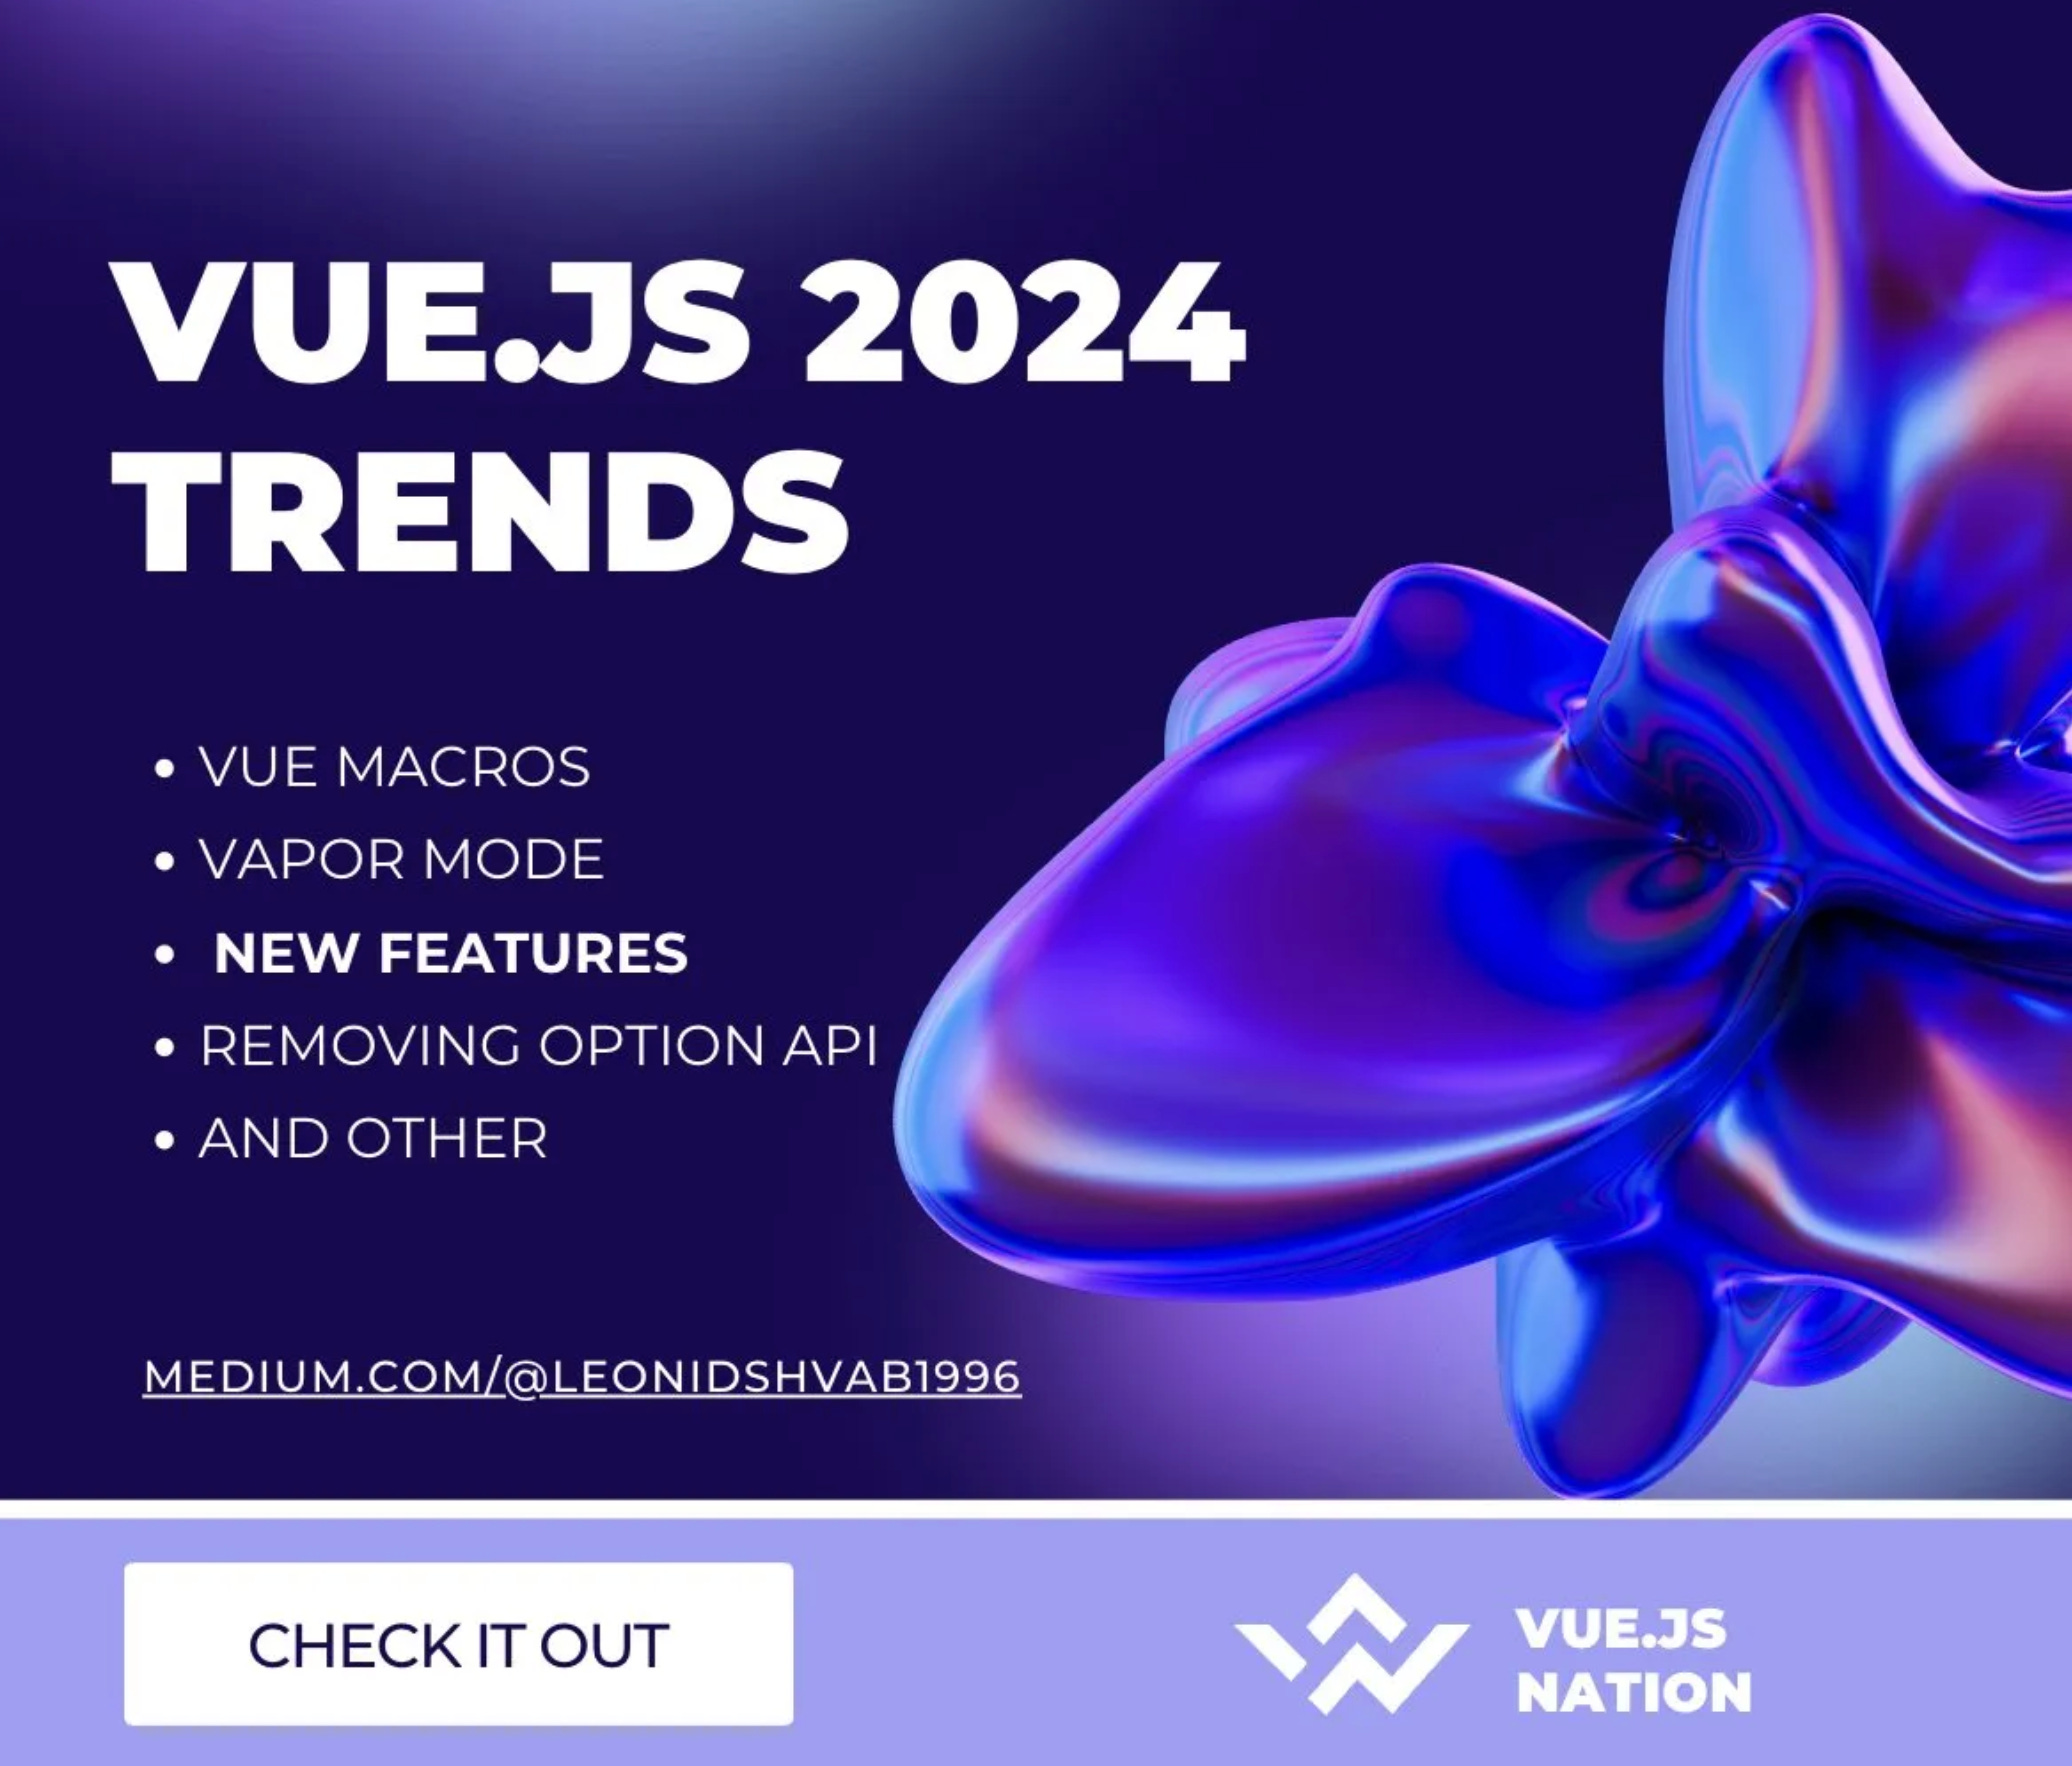 VUE.JS 2024
TRENDS
• VUE MACROS
• VAPOR MODE
• NEW FEATURES
• REMOVING OPTION API
• AND OTHER
MEDIUM.COM/@LEONIDSHVAB1996
CHECK IT OUT
VUE.JS
NATION